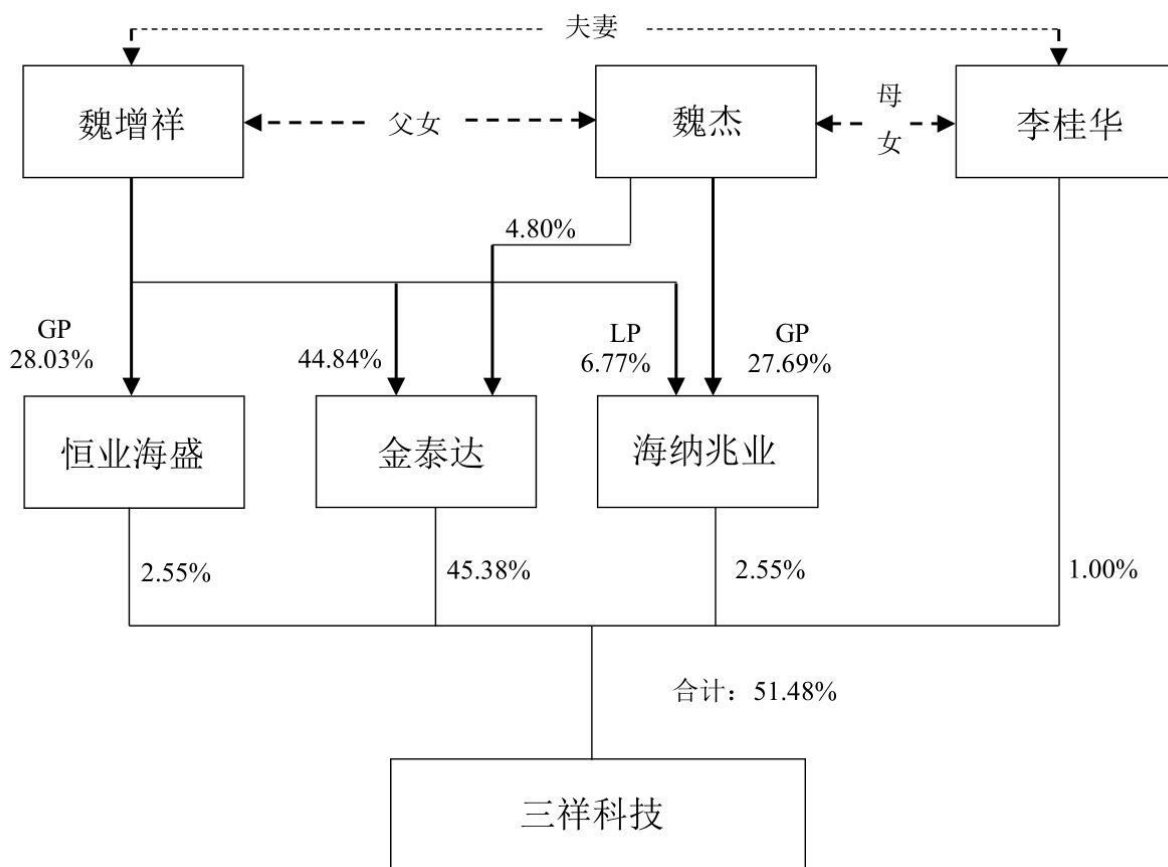 夫妻
魏增祥
父女
魏杰
母
女
李桂华
4.80%
GP
28.03%
44.84%
LP
6.77%
GP
27.69%
恒业海盛
金泰达
海纳兆业
2.55%
45.38%
2.55%
1.00%
合计：51.48%
三祥科技